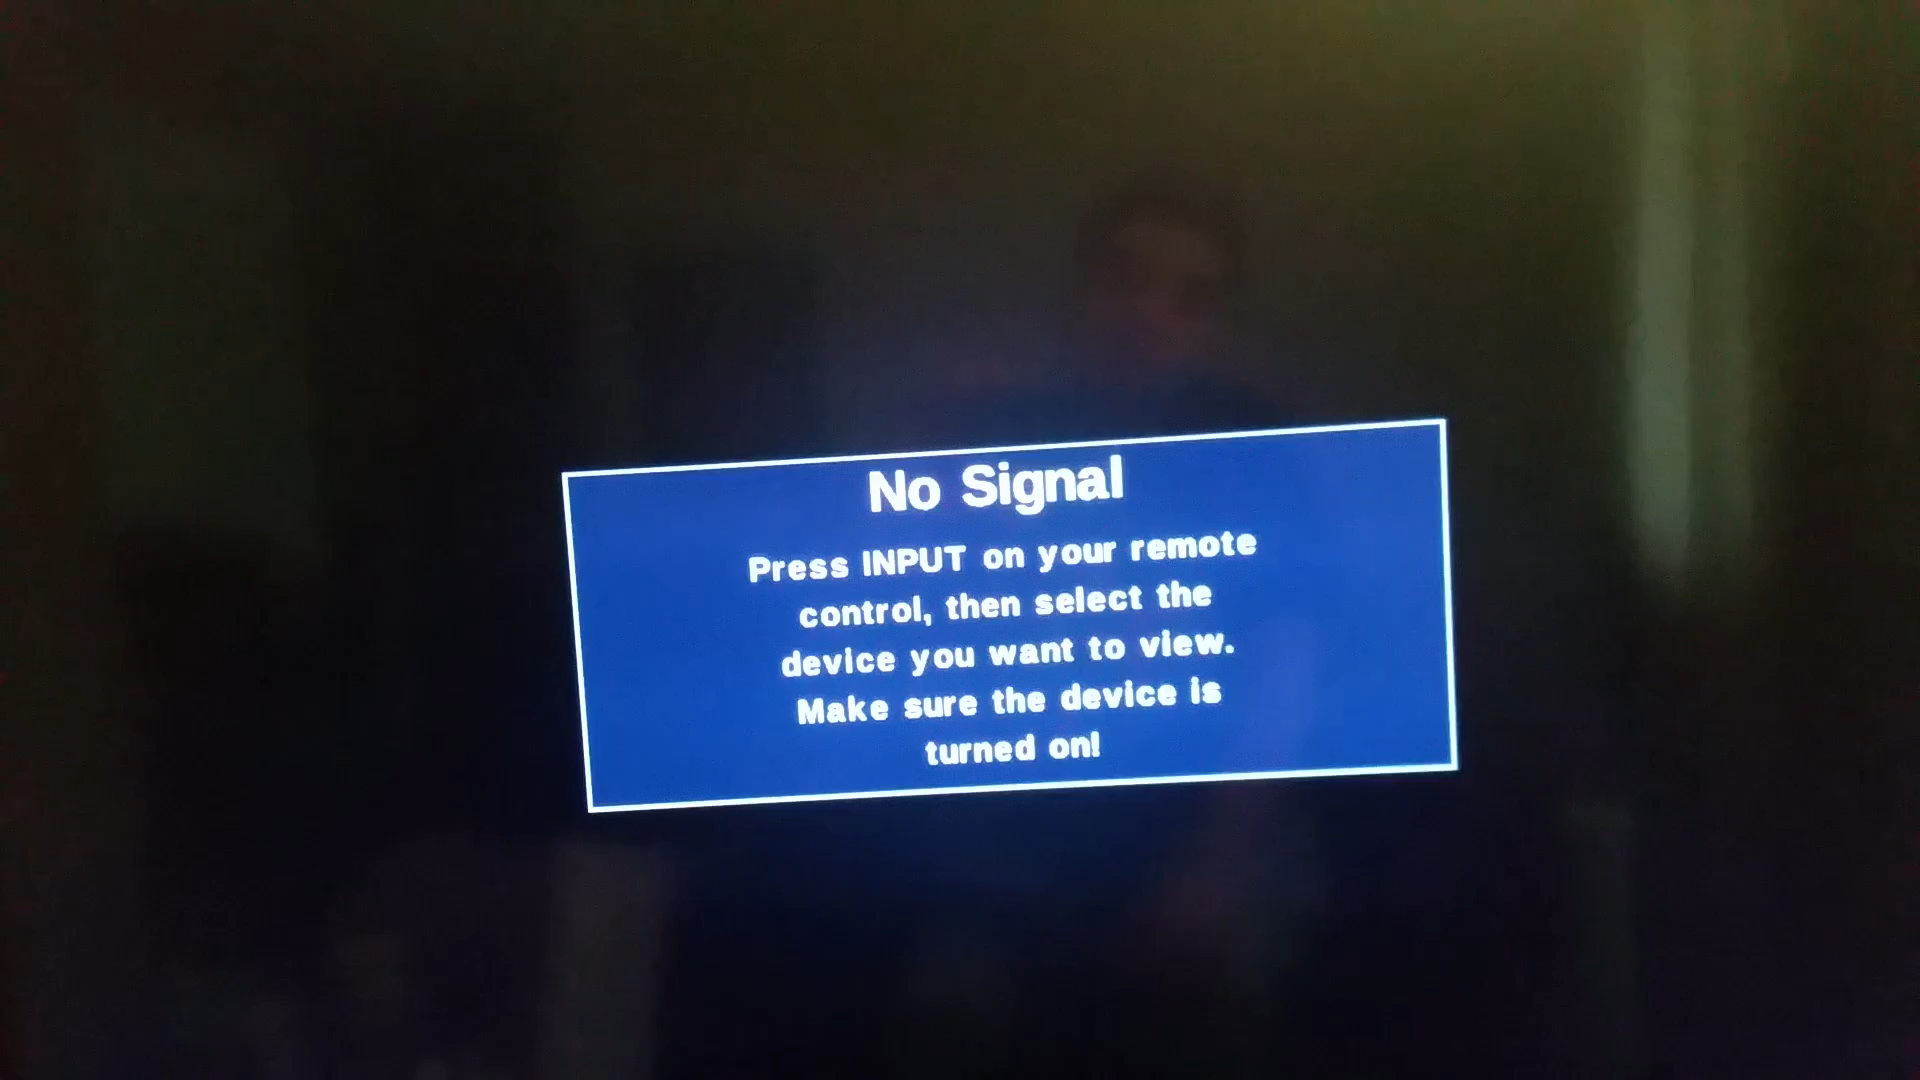 No Signal
Press INPUT on your remote
control, then select the
device you want to view.
Make sure the device is
turned on!